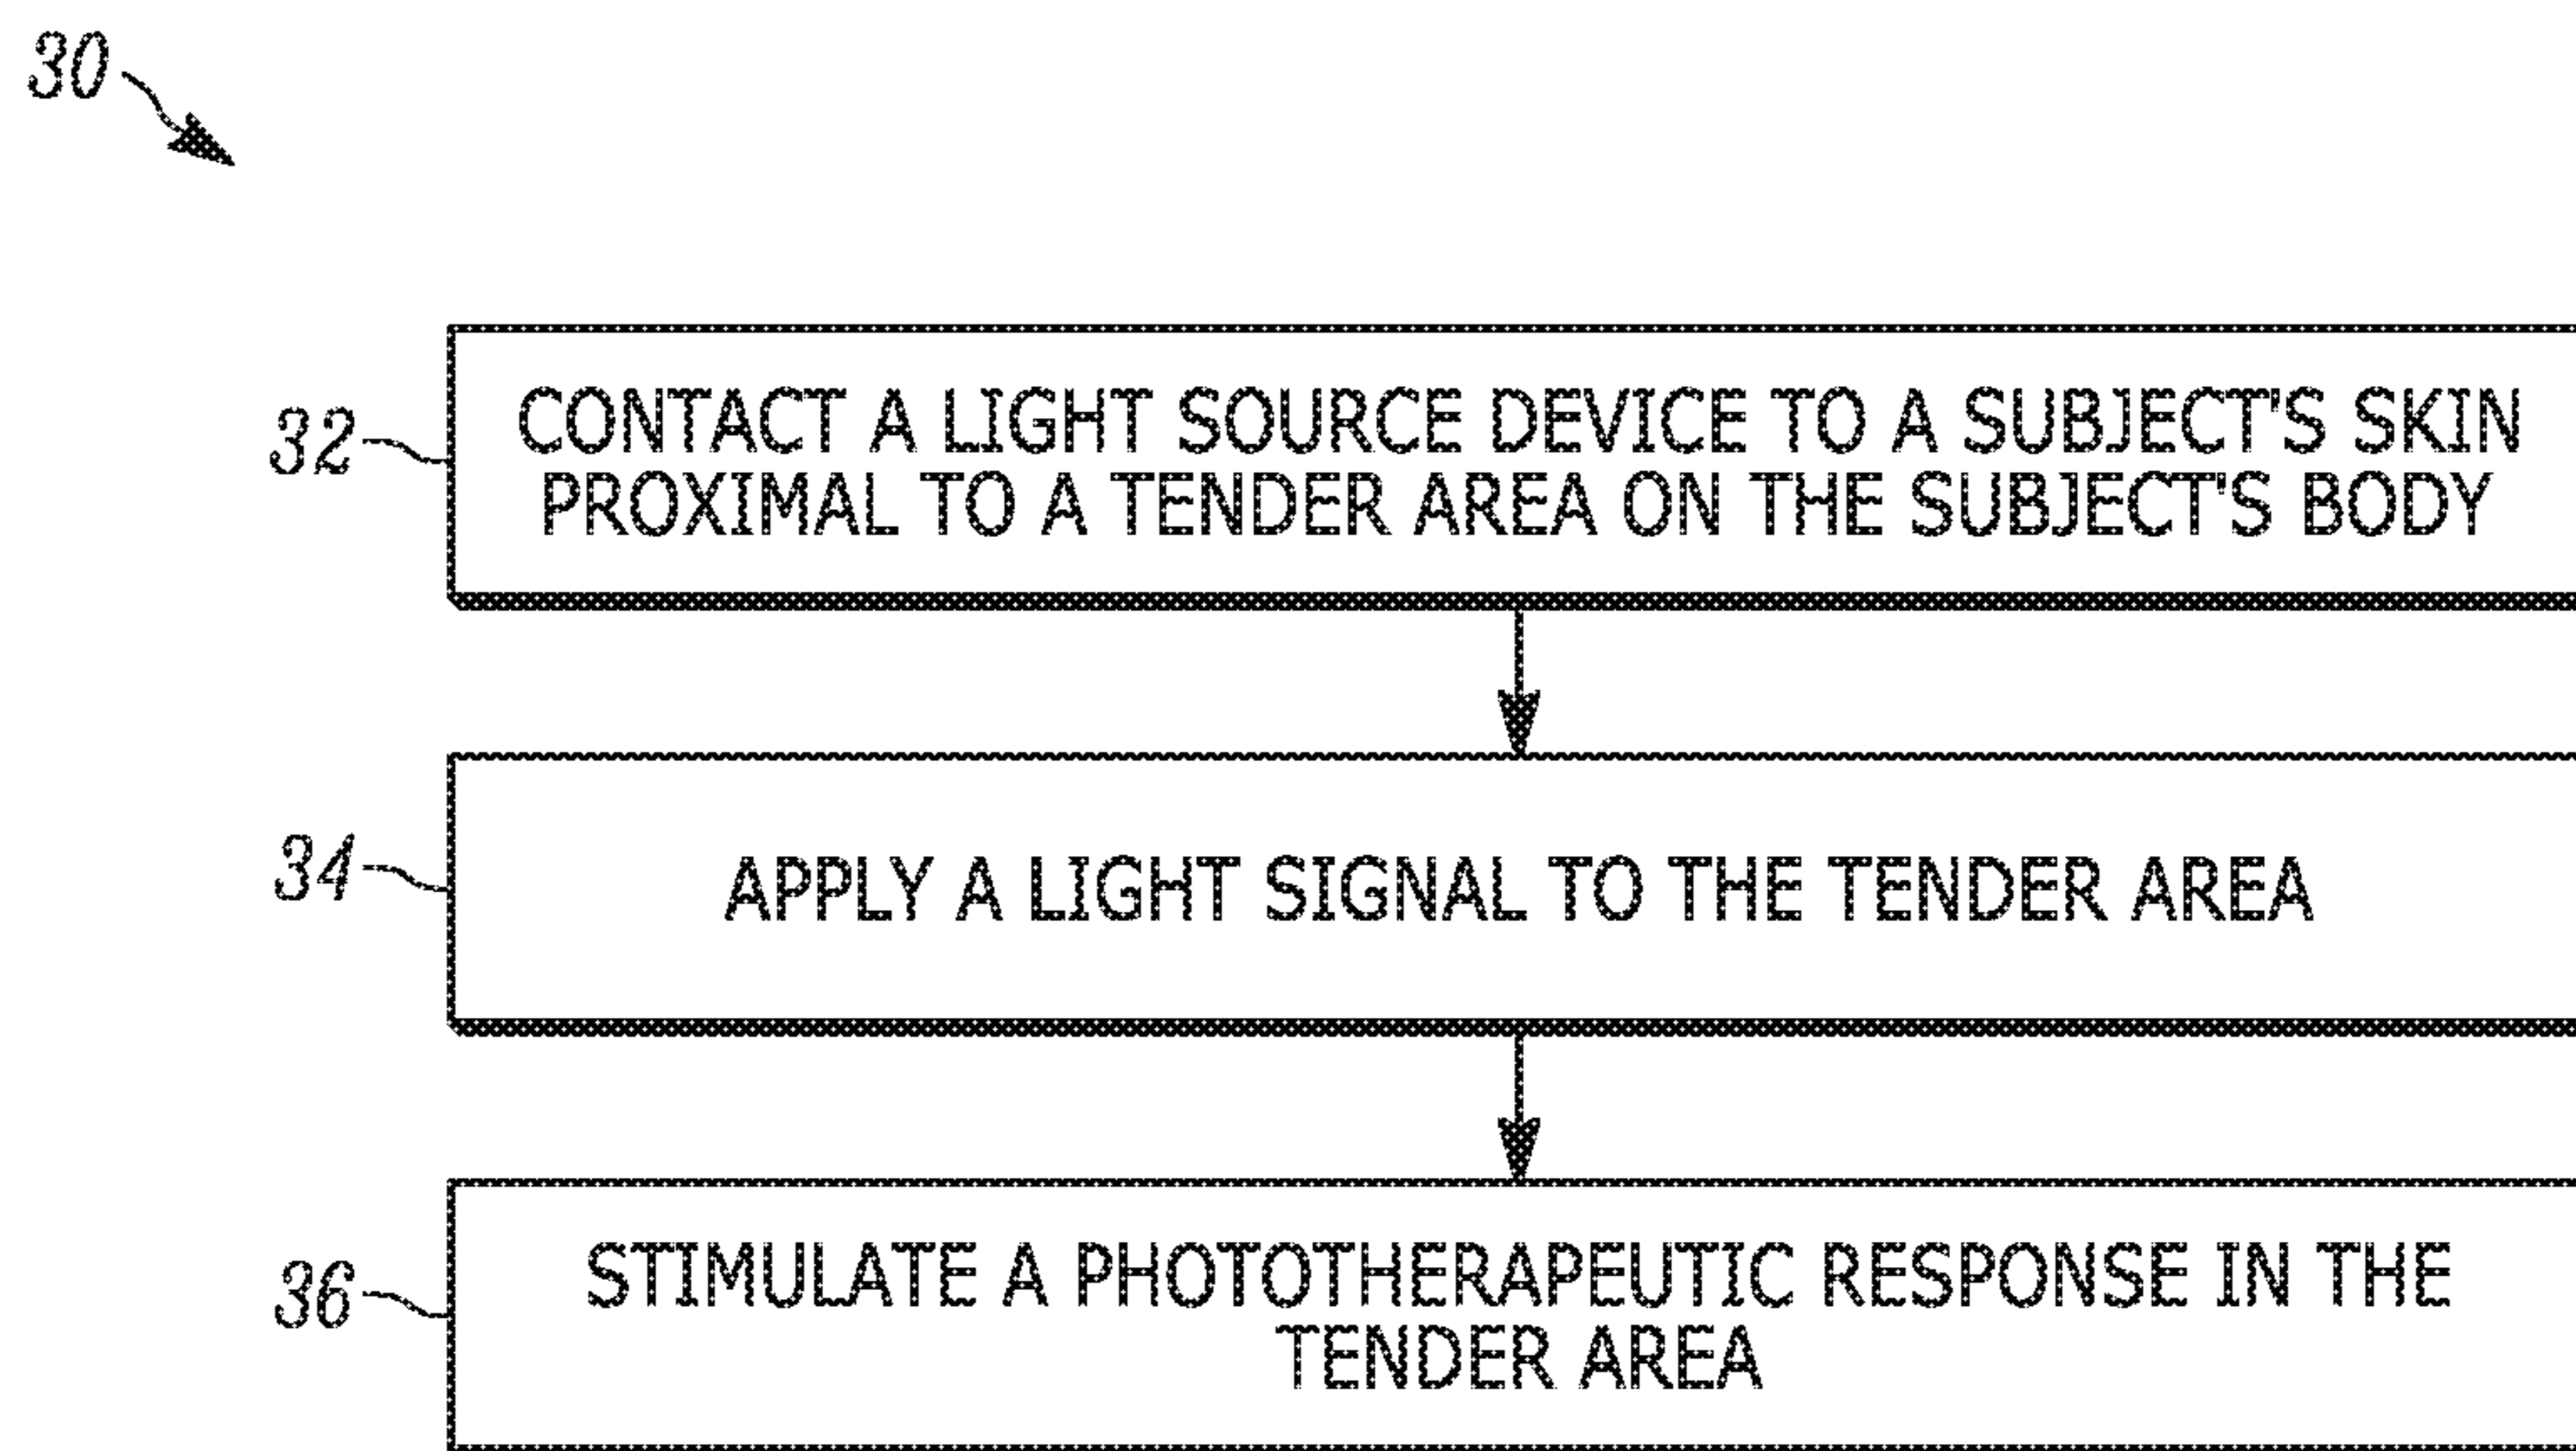 30
32
CONTACT A LIGHT SOURCE DEVICE TO A SUBJECT'S SKIN
PROXIMAL TO A TENDER AREA ON THE SUBJECT'S BODY
34
APPLY A LIGHT SIGNAL TO THE TENDER AREA
36
STIMULATE A PHOTOTHERAPEUTIC RESPONSE IN THE
TENDER AREA